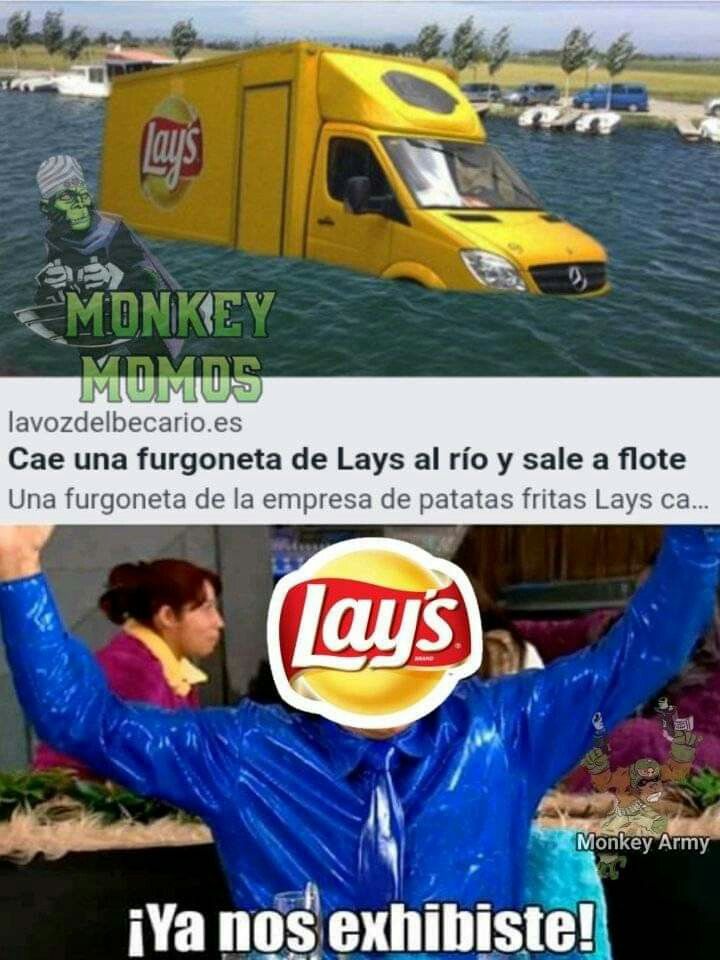 Lay's
MONKEY
MOMOS
lavozdelbecario.es
Cae una furgoneta de Lays al río y sale a flote
Una furgoneta de la empresa de patatas fritas Lays ca...
Lay's
BRAND
Monkey Army
¡Ya nos exhibiste!